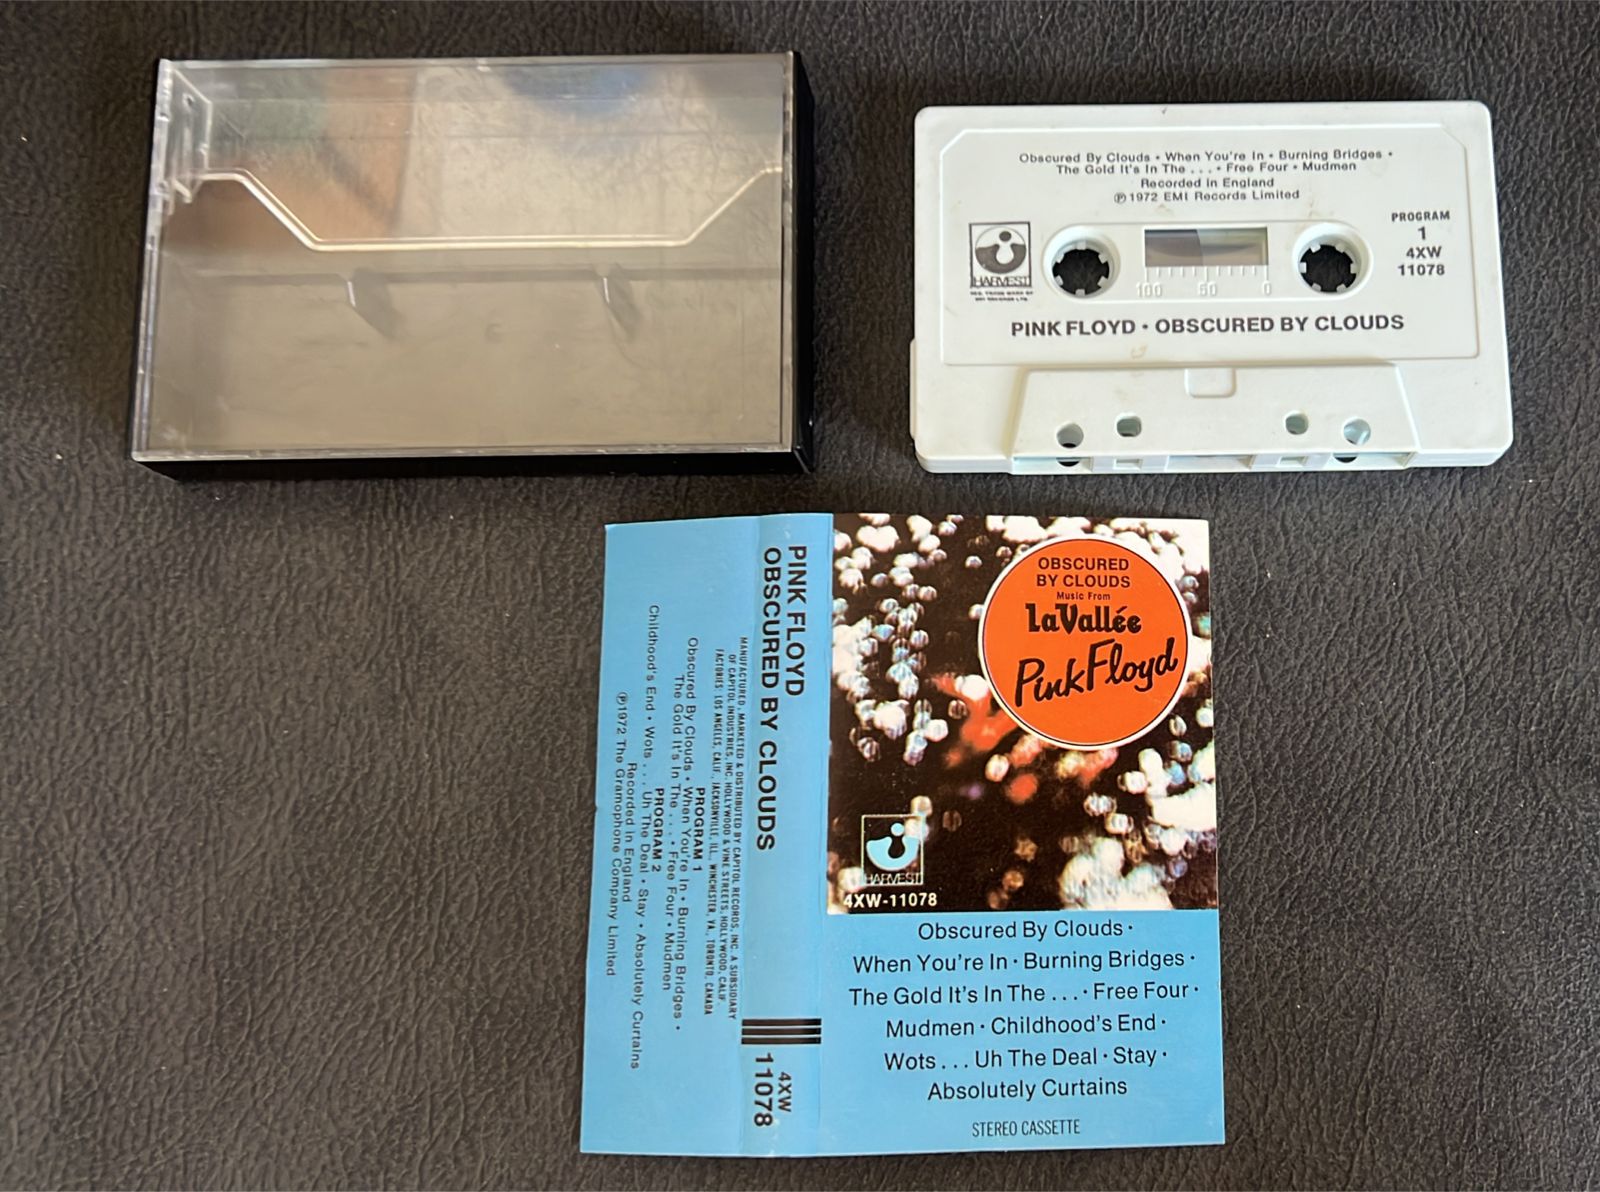 Obscured By Clouds • When You're In • Burning Bridges •
The Gold It's In The . . . • Free Four • Mudmen
Recorded in England
℗ 1972 EMI Records Limited
HARVEST
PROGRAM
1
4XW
11078
100 50 0
PINK FLOYD • OBSCURED BY CLOUDS
OBSCURED
BY CLOUDS
Music From
La Vallée
Pink Floyd
HARVEST
4XW-11078
Obscured By Clouds •
When You're In • Burning Bridges •
The Gold It's In The . . . • Free Four •
Mudmen • Childhood's End •
Wots . . . Uh The Deal • Stay •
Absolutely Curtains
STEREO CASSETTE
PINK FLOYD
OBSCURED BY CLOUDS
4XW
11078
MANUFACTURED, MARKETED & DISTRIBUTED BY CAPITOL RECORDS, INC. A SUBSIDIARY
OF CAPITOL INDUSTRIES, INC. HOLLYWOOD & VINE STREETS, HOLLYWOOD, CALIF.
FACTORIES: LOS ANGELES, CALIF., JACKSONVILLE, ILL., WINCHESTER, VA., TORONTO, CANADA
PROGRAM 1
Obscured By Clouds • When You're In • Burning Bridges •
The Gold It's In The . . . • Free Four • Mudmen
PROGRAM 2
Childhood's End • Wots . . . Uh The Deal • Stay • Absolutely Curtains
Recorded in England
℗ 1972 The Gramophone Company Limited